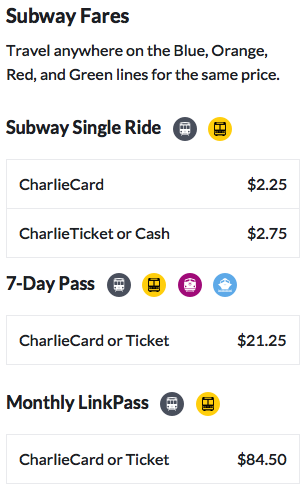 Subway Fares
Travel anywhere on the Blue, Orange,
Red, and Green lines for the same price.
Subway Single Ride
CharlieCard $2.25
CharlieTicket or Cash $2.75
7-Day Pass
CharlieCard or Ticket $21.25
Monthly LinkPass
CharlieCard or Ticket $84.50